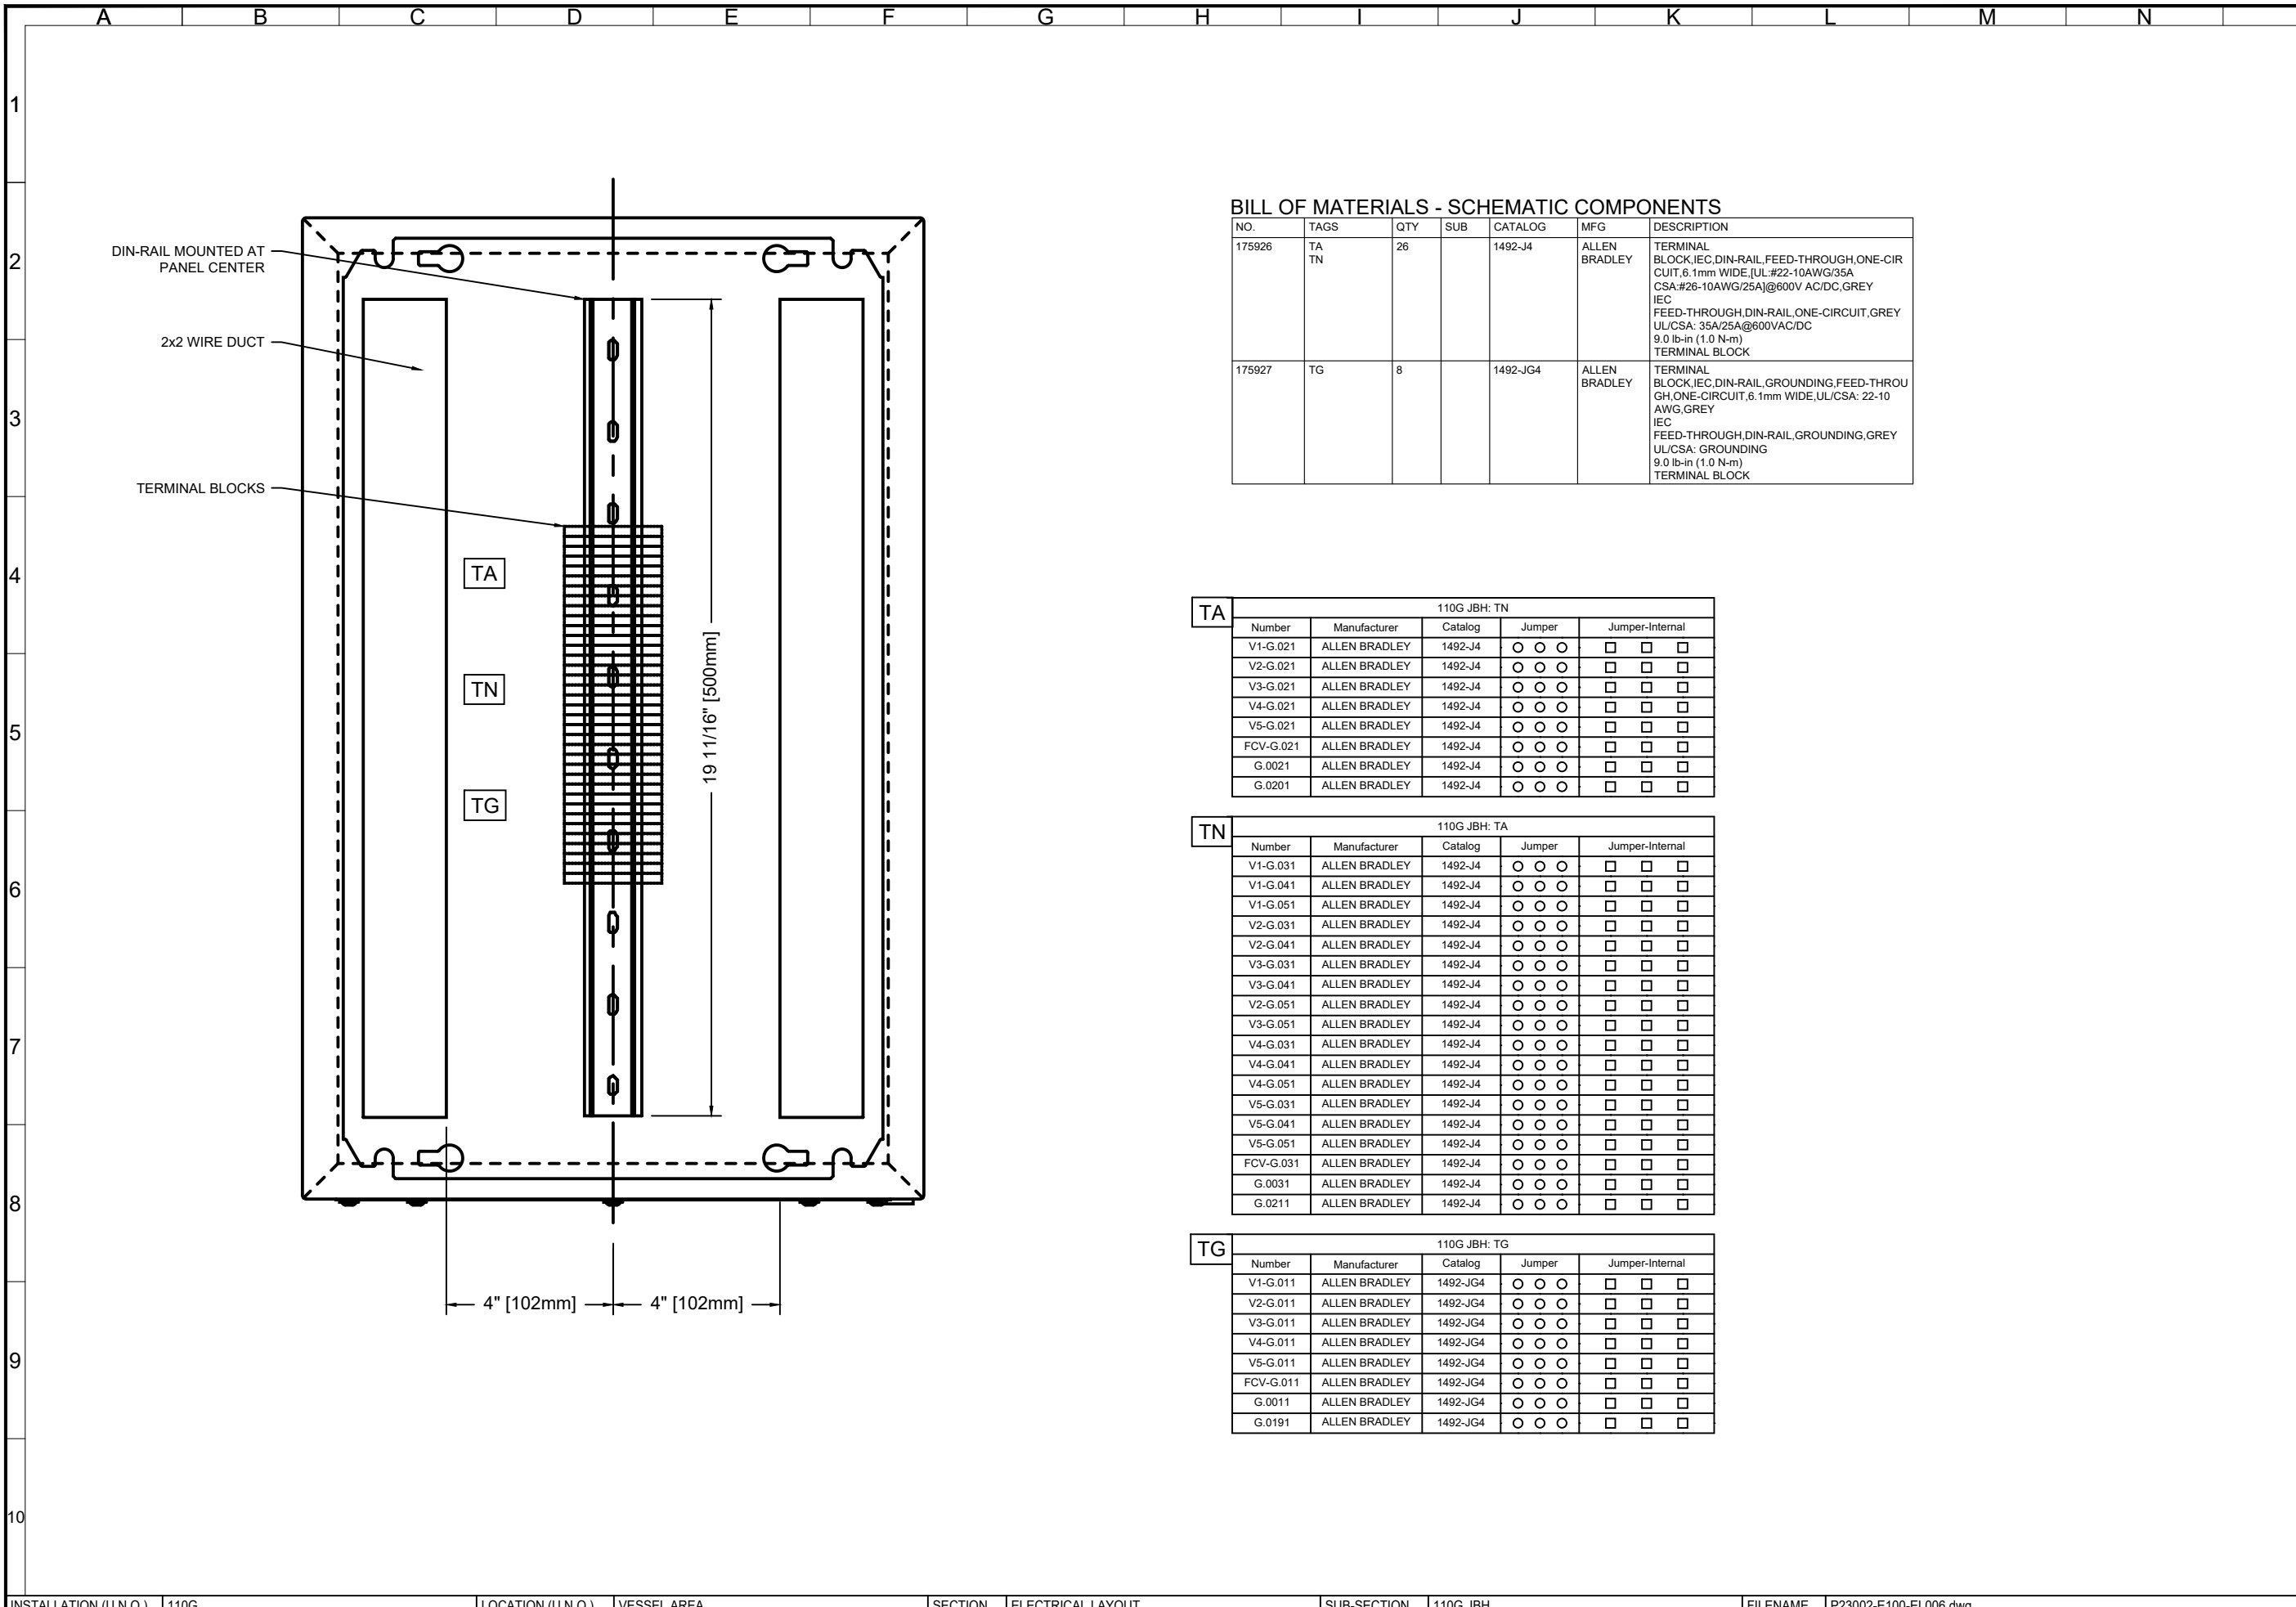 A B C D E F G H I J K L M N
1
2
3
4
5
6
7
8
9
10
DIN-RAIL MOUNTED AT
PANEL CENTER
2x2 WIRE DUCT
TERMINAL BLOCKS
TA
TN
TG
19 11/16" [500mm]
4" [102mm]
4" [102mm]
BILL OF MATERIALS - SCHEMATIC COMPONENTS
NO. TAGS QTY SUB CATALOG MFG DESCRIPTION
175926 TA 26 1492-J4 ALLEN TERMINAL
TN BRADLEY BLOCK,IEC,DIN-RAIL,FEED-THROUGH,ONE-CIR
CUIT,6.1mm WIDE,[UL:#22-10AWG/35A
CSA:#26-10AWG/25A]@600V AC/DC,GREY
IEC
FEED-THROUGH,DIN-RAIL,ONE-CIRCUIT,GREY
UL/CSA: 35A/25A@600VAC/DC
9.0 lb-in (1.0 N-m)
TERMINAL BLOCK
175927 TG 8 1492-JG4 ALLEN TERMINAL
BRADLEY BLOCK,IEC,DIN-RAIL,GROUNDING,FEED-THROU
GH,ONE-CIRCUIT,6.1mm WIDE,UL/CSA: 22-10
AWG,GREY
IEC
FEED-THROUGH,DIN-RAIL,GROUNDING,GREY
UL/CSA: GROUNDING
9.0 lb-in (1.0 N-m)
TERMINAL BLOCK
TA 110G JBH: TN
Number Manufacturer Catalog Jumper Jumper-Internal
V1-G.021 ALLEN BRADLEY 1492-J4
V2-G.021 ALLEN BRADLEY 1492-J4
V3-G.021 ALLEN BRADLEY 1492-J4
V4-G.021 ALLEN BRADLEY 1492-J4
V5-G.021 ALLEN BRADLEY 1492-J4
FCV-G.021 ALLEN BRADLEY 1492-J4
G.0021 ALLEN BRADLEY 1492-J4
G.0201 ALLEN BRADLEY 1492-J4
TN 110G JBH: TA
Number Manufacturer Catalog Jumper Jumper-Internal
V1-G.031 ALLEN BRADLEY 1492-J4
V1-G.041 ALLEN BRADLEY 1492-J4
V1-G.051 ALLEN BRADLEY 1492-J4
V2-G.031 ALLEN BRADLEY 1492-J4
V2-G.041 ALLEN BRADLEY 1492-J4
V3-G.031 ALLEN BRADLEY 1492-J4
V3-G.041 ALLEN BRADLEY 1492-J4
V2-G.051 ALLEN BRADLEY 1492-J4
V3-G.051 ALLEN BRADLEY 1492-J4
V4-G.031 ALLEN BRADLEY 1492-J4
V4-G.041 ALLEN BRADLEY 1492-J4
V4-G.051 ALLEN BRADLEY 1492-J4
V5-G.031 ALLEN BRADLEY 1492-J4
V5-G.041 ALLEN BRADLEY 1492-J4
V5-G.051 ALLEN BRADLEY 1492-J4
FCV-G.031 ALLEN BRADLEY 1492-J4
G.0031 ALLEN BRADLEY 1492-J4
G.0211 ALLEN BRADLEY 1492-J4
TG 110G JBH: TG
Number Manufacturer Catalog Jumper Jumper-Internal
V1-G.011 ALLEN BRADLEY 1492-JG4
V2-G.011 ALLEN BRADLEY 1492-JG4
V3-G.011 ALLEN BRADLEY 1492-JG4
V4-G.011 ALLEN BRADLEY 1492-JG4
V5-G.011 ALLEN BRADLEY 1492-JG4
FCV-G.011 ALLEN BRADLEY 1492-JG4
G.0011 ALLEN BRADLEY 1492-JG4
G.0191 ALLEN BRADLEY 1492-JG4
INSTALLATION (U.N.O.) 110G LOCATION (U.N.O.) VESSEL AREA SECTION ELECTRICAL LAYOUT SUB-SECTION 110G JBH FILENAME P23002-E100-EL006.dwg